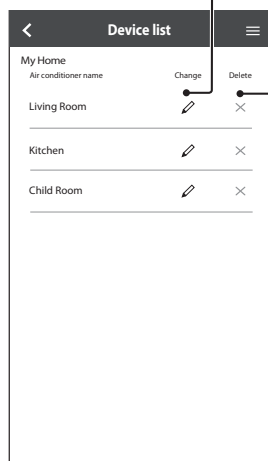 Device list
My Home
Air conditioner name Change Delete
Living Room
Kitchen
Child Room